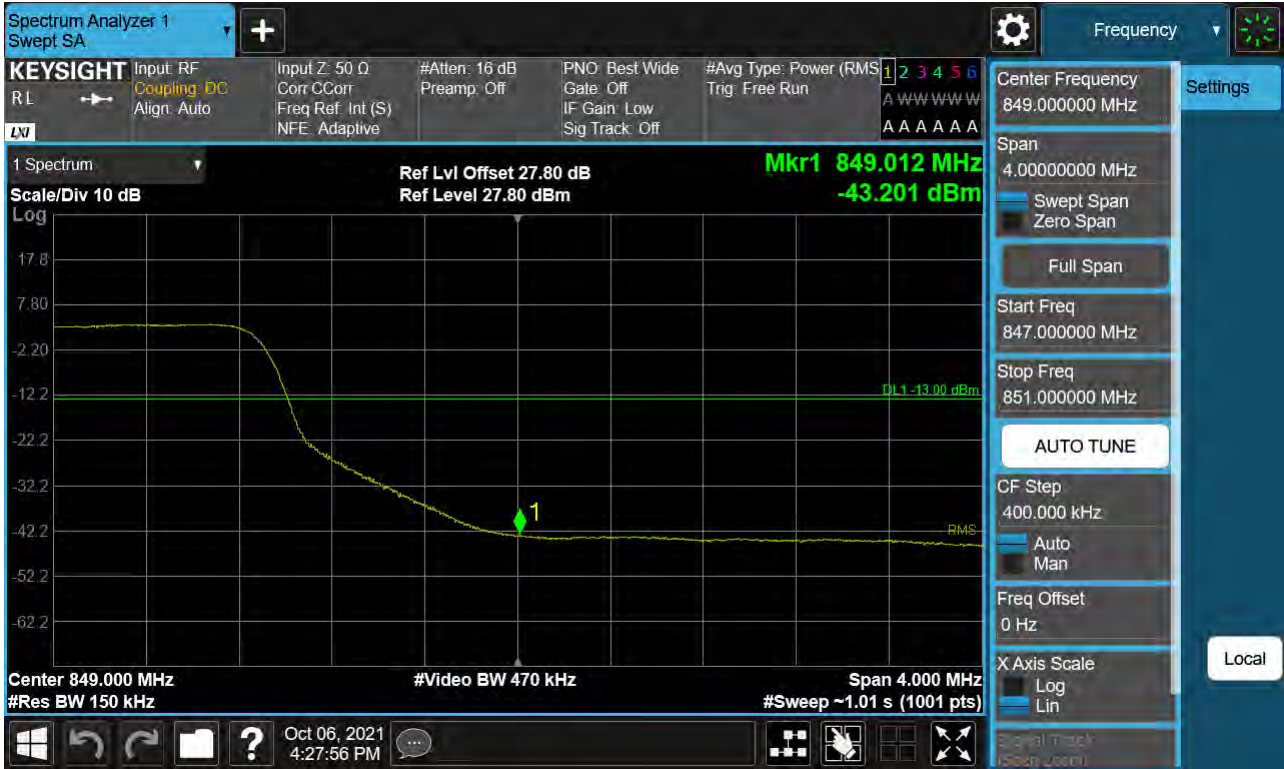 Spectrum Analyzer 1
Swept SA
Frequency
KEYSIGHT
RL
LXI
Input: RF
Coupling: DC
Align: Auto
Input Z: 50 Ω
Corr CCorr
Freq Ref: Int (S)
NFE: Adaptive
#Atten: 16 dB
Preamp: Off
PNO: Best Wide
Gate: Off
IF Gain: Low
Sig Track: Off
#Avg Type: Power (RMS
Trig: Free Run
1 2 3 4 5 6
A W W W W W
A A A A A A
1 Spectrum
Scale/Div 10 dB
Ref Lvl Offset 27.80 dB
Ref Level 27.80 dBm
Mkr1 849.012 MHz
-43.201 dBm
Log
17.8
7.80
-2.20
-12.2
-22.2
-32.2
-42.2
-52.2
-62.2
DL1 -13.00 dBm
1
RMS
Center 849.000 MHz
#Video BW 470 kHz
Span 4.000 MHz
#Res BW 150 kHz
#Sweep ~1.01 s (1001 pts)
Center Frequency
849.000000 MHz
Span
4.00000000 MHz
Swept Span
Zero Span
Full Span
Start Freq
847.000000 MHz
Stop Freq
851.000000 MHz
AUTO TUNE
CF Step
400.000 kHz
Auto
Man
Freq Offset
0 Hz
X Axis Scale
Log
Lin
Signal Track
(Span Zoom)
Settings
Local
?
Oct 06, 2021
4:27:56 PM